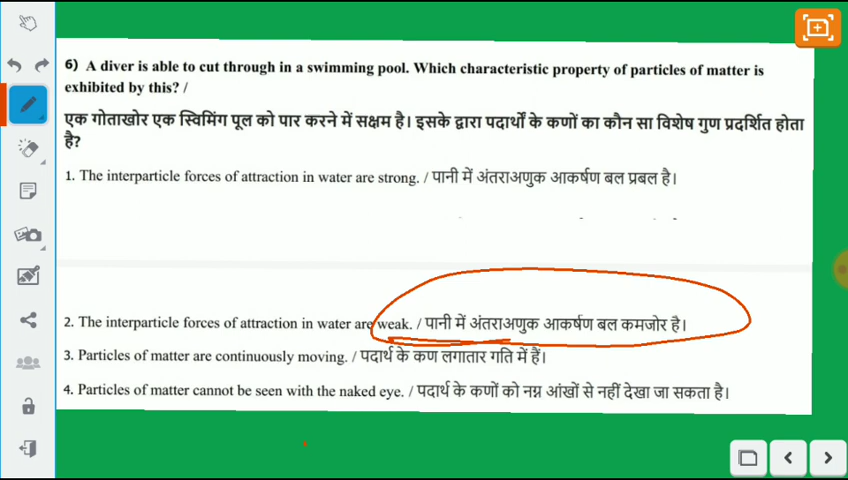 6) A diver is able to cut through in a swimming pool. Which characteristic property of particles of matter is
exhibited by this? /
एक गोताखोर एक स्विमिंग पूल को पार करने में सक्षम है। इसके द्वारा पदार्थों के कणों का कौन सा विशेष गुण प्रदर्शित होता
है?
1. The interparticle forces of attraction in water are strong. / पानी में अंतराअणुक आकर्षण बल प्रबल है।
2. The interparticle forces of attraction in water are weak. / पानी में अंतराअणुक आकर्षण बल कमजोर है।
3. Particles of matter are continuously moving. / पदार्थ के कण लगातार गति में हैं।
4. Particles of matter cannot be seen with the naked eye. / पदार्थ के कणों को नग्न आंखों से नहीं देखा जा सकता है।